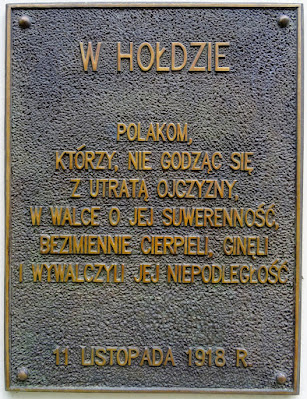 W HOŁDZIE
POLAKOM,
KTÓRZY, NIE GODZĄC SIĘ
Z UTRATĄ OJCZYZNY,
W WALCE O JEJ SUWERENNOŚĆ,
BEZIMIENNIE CIERPIELI, GINĘLI
I WYWALCZYLI JEJ NIEPODLEGŁOŚĆ
11 LISTOPADA 1918 R.